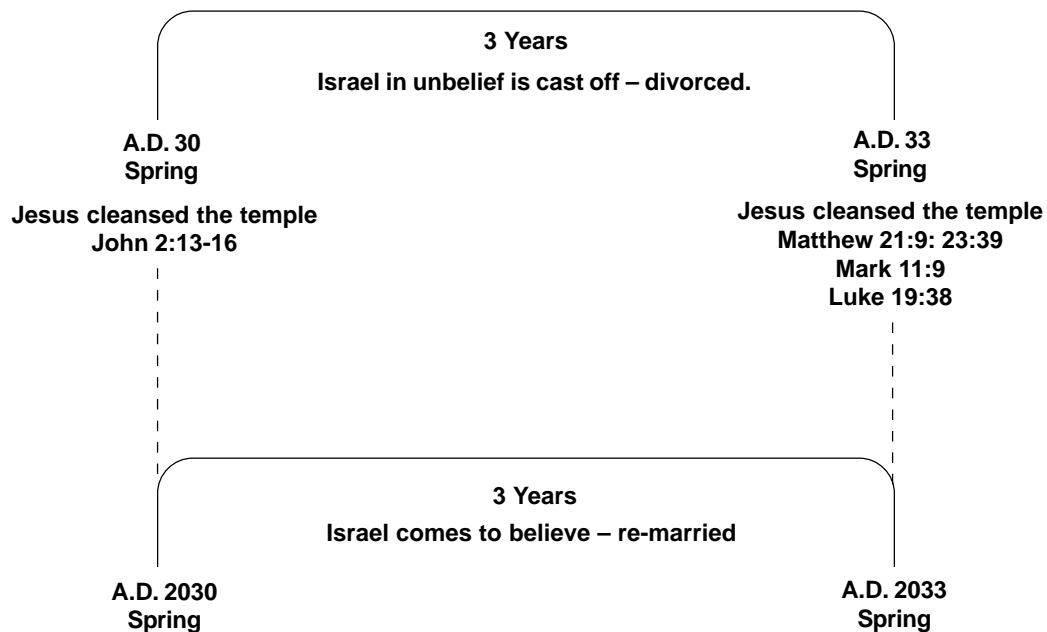 3 Years
Israel in unbelief is cast off – divorced.
A.D. 30
Spring
Jesus cleansed the temple
John 2:13-16
A.D. 33
Spring
Jesus cleansed the temple
Matthew 21:9: 23:39
Mark 11:9
Luke 19:38
3 Years
Israel comes to believe – re-married
A.D. 2030
Spring
A.D. 2033
Spring